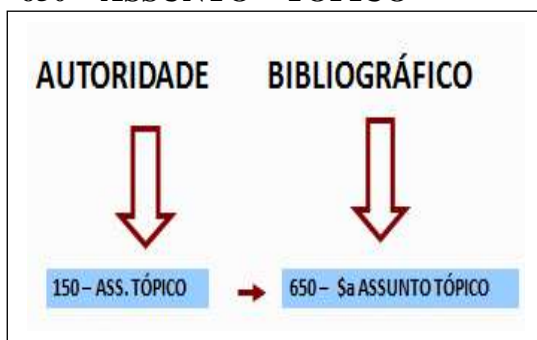 AUTORIDADE BIBLIOGRÁFICO
150 – ASS. TÓPICO 650 – $a ASSUNTO TÓPICO